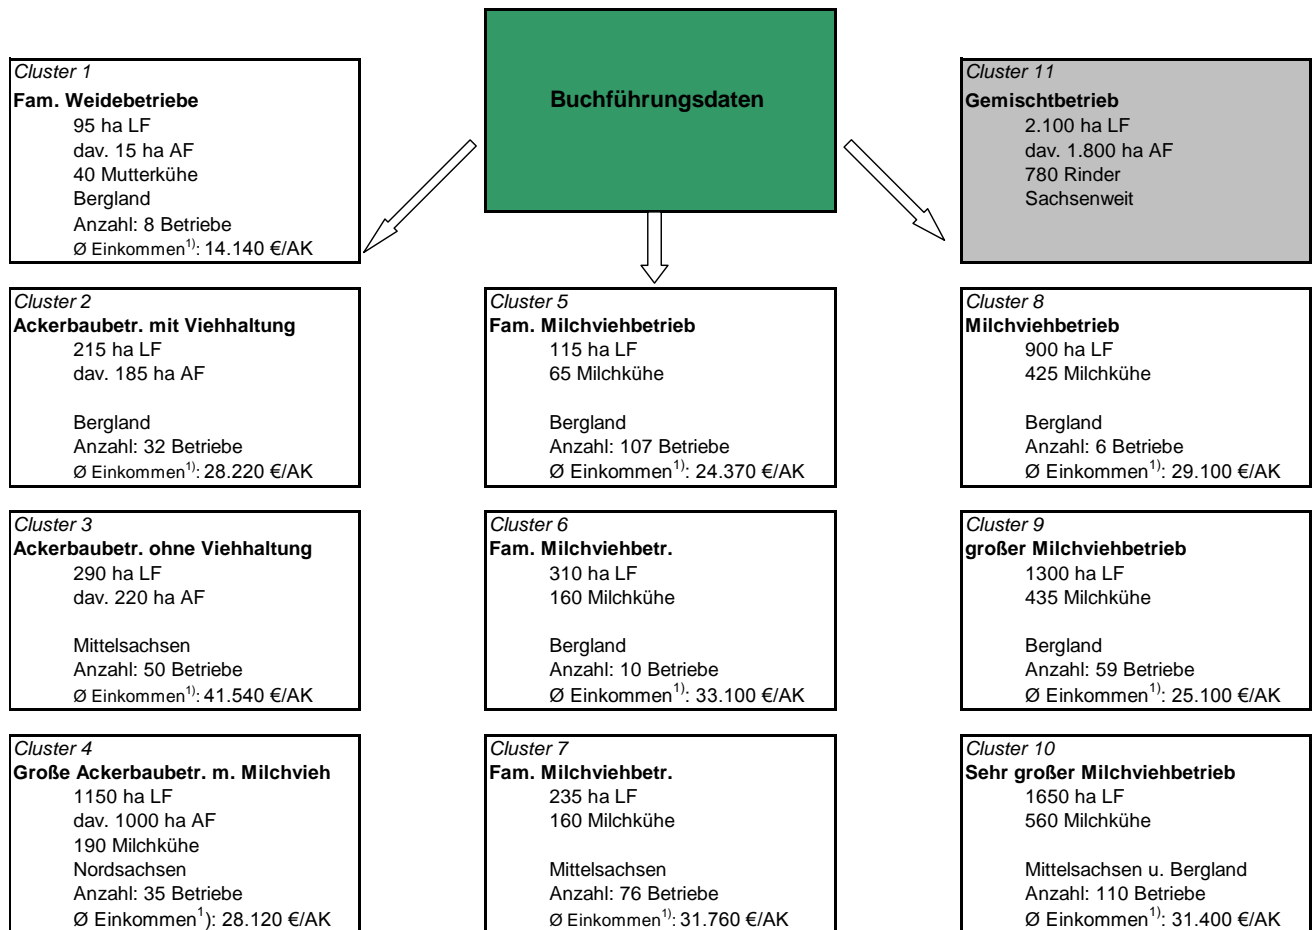 Buchführungsdaten
Cluster 1
Fam. Weidebetriebe
95 ha LF
dav. 15 ha AF
40 Mutterkühe
Bergland
Anzahl: 8 Betriebe
Ø Einkommen1): 14.140 €/AK
Cluster 11
Gemischtbetrieb
2.100 ha LF
dav. 1.800 ha AF
780 Rinder
Sachsenweit
Cluster 2
Ackerbaubetr. mit Viehhaltung
215 ha LF
dav. 185 ha AF
Bergland
Anzahl: 32 Betriebe
Ø Einkommen1): 28.220 €/AK
Cluster 5
Fam. Milchviehbetrieb
115 ha LF
65 Milchkühe
Bergland
Anzahl: 107 Betriebe
Ø Einkommen1): 24.370 €/AK
Cluster 8
Milchviehbetrieb
900 ha LF
425 Milchkühe
Bergland
Anzahl: 6 Betriebe
Ø Einkommen1): 29.100 €/AK
Cluster 3
Ackerbaubetr. ohne Viehhaltung
290 ha LF
dav. 220 ha AF
Mittelsachsen
Anzahl: 50 Betriebe
Ø Einkommen1): 41.540 €/AK
Cluster 6
Fam. Milchviehbetr.
310 ha LF
160 Milchkühe
Bergland
Anzahl: 10 Betriebe
Ø Einkommen1): 33.100 €/AK
Cluster 9
großer Milchviehbetrieb
1300 ha LF
435 Milchkühe
Bergland
Anzahl: 59 Betriebe
Ø Einkommen1): 25.100 €/AK
Cluster 4
Große Ackerbaubetr. m. Milchvieh
1150 ha LF
dav. 1000 ha AF
190 Milchkühe
Nordsachsen
Anzahl: 35 Betriebe
Ø Einkommen1): 28.120 €/AK
Cluster 7
Fam. Milchviehbetr.
235 ha LF
160 Milchkühe
Mittelsachsen
Anzahl: 76 Betriebe
Ø Einkommen1): 31.760 €/AK
Cluster 10
Sehr großer Milchviehbetrieb
1650 ha LF
560 Milchkühe
Mittelsachsen u. Bergland
Anzahl: 110 Betriebe
Ø Einkommen1): 31.400 €/AK